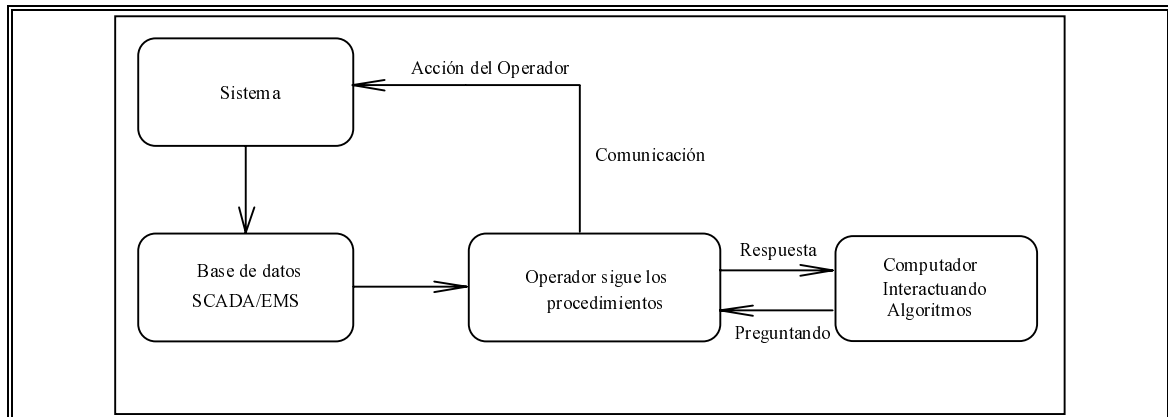 Acción del Operador
Sistema
Comunicación
Base de datos
SCADA/EMS
Operador sigue los
procedimientos
Respuesta
Preguntando
Computador
Interactuando
Algoritmos